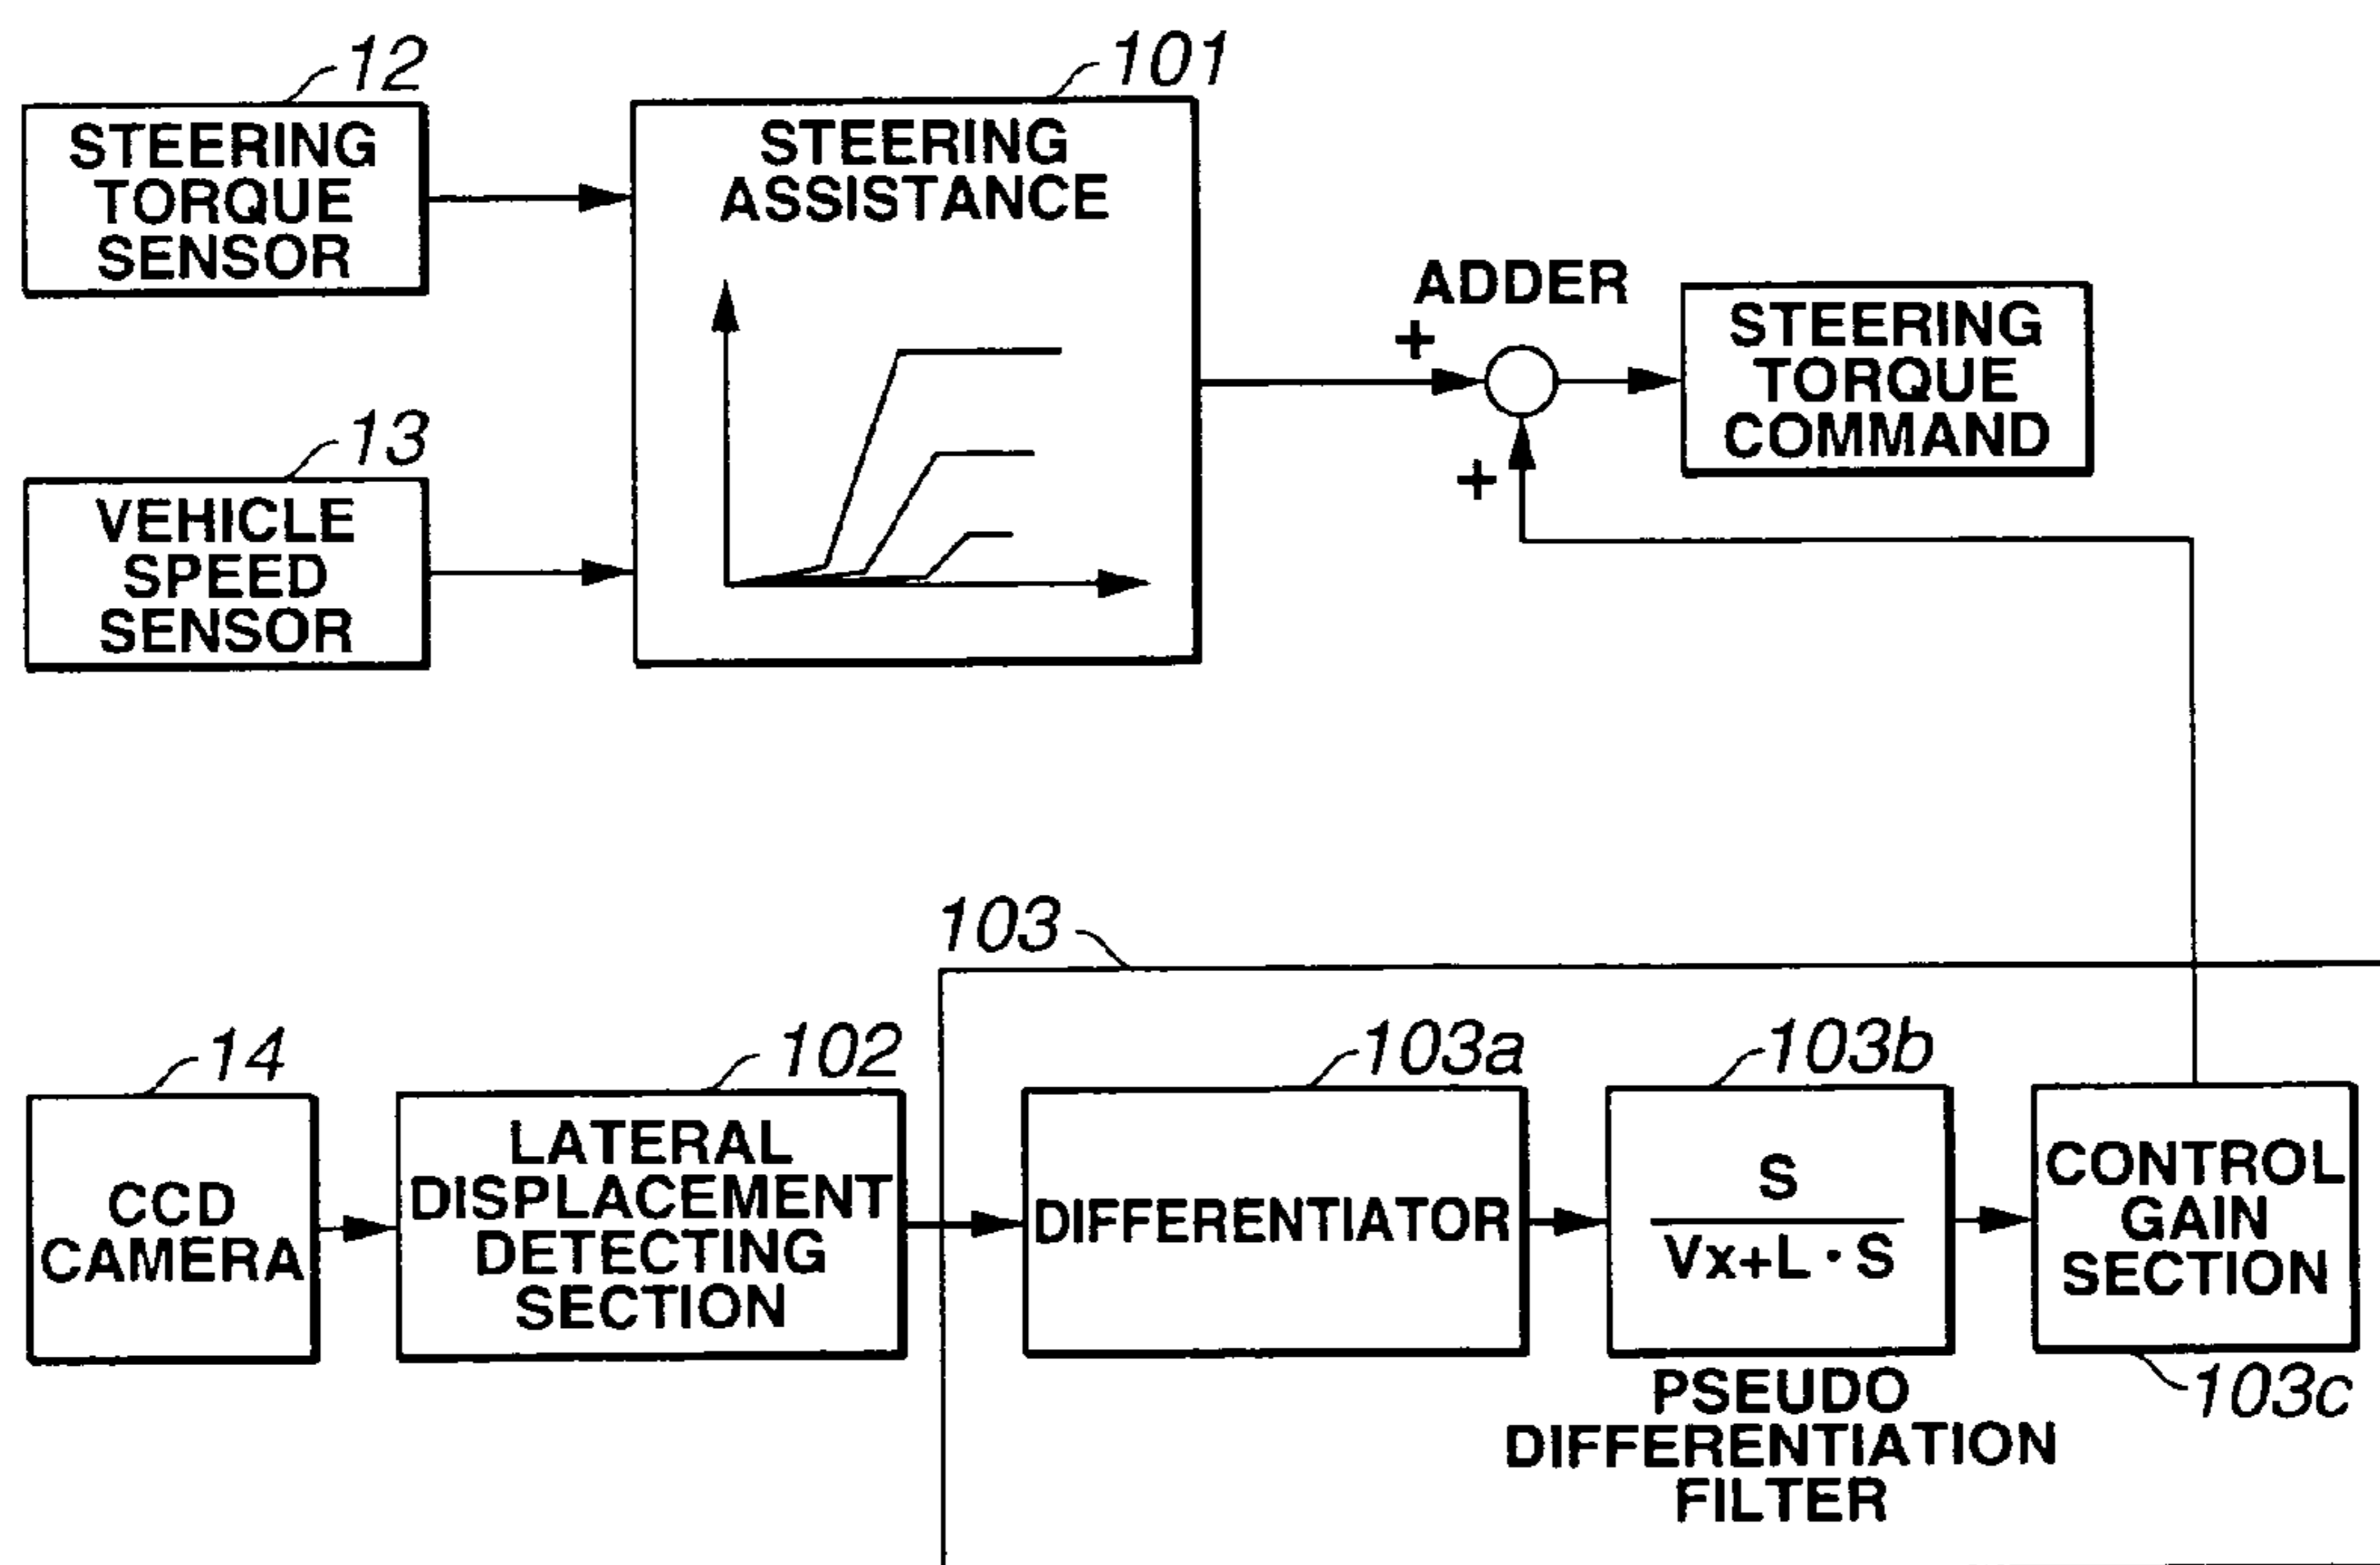 12
STEERING
TORQUE
SENSOR
101
STEERING
ASSISTANCE
13
VEHICLE
SPEED
SENSOR
ADDER
+
+
STEERING
TORQUE
COMMAND
103
14
CCD
CAMERA
102
LATERAL
DISPLACEMENT
DETECTING
SECTION
103a
DIFFERENTIATOR
103b
S
Vx+L·S
PSEUDO
DIFFERENTIATION
FILTER
CONTROL
GAIN
SECTION
103c